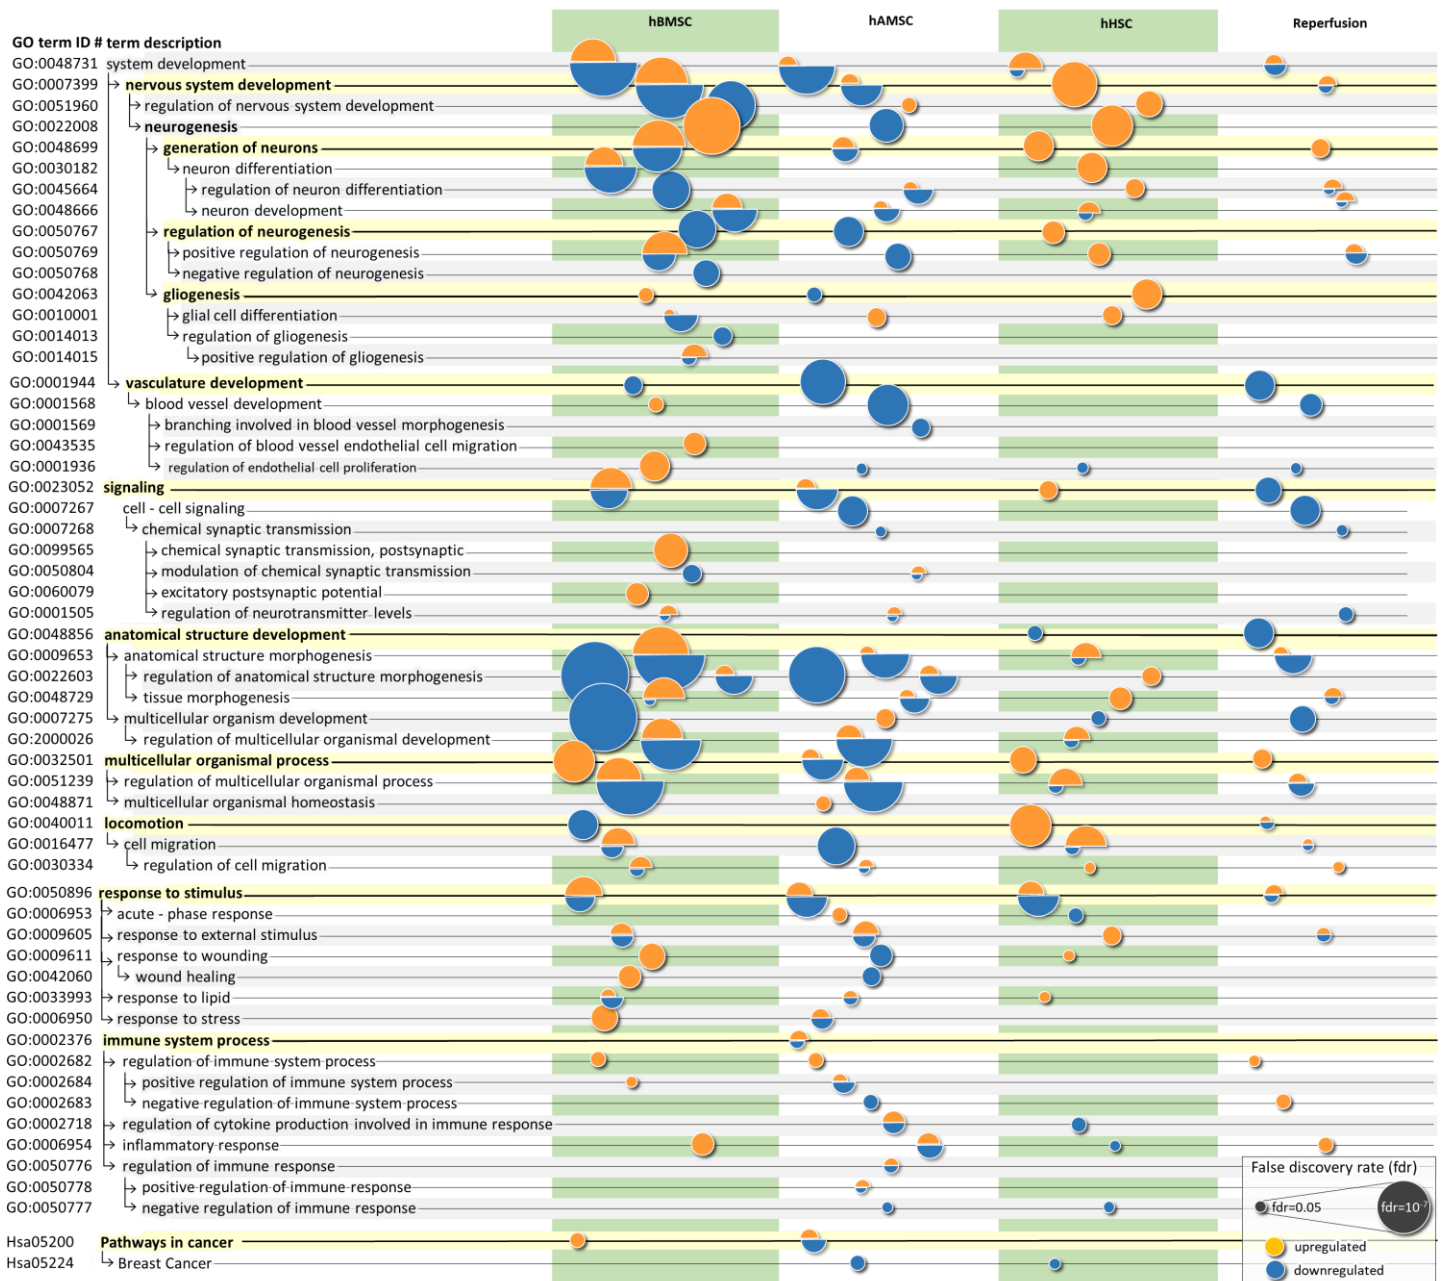 hBMSC hAMSC hHSC Reperfusion
GO term ID # term description
GO:0048731 system development
GO:0007399 nervous system development
GO:0051960 regulation of nervous system development
GO:0022008 neurogenesis
GO:0048699 generation of neurons
GO:0030182 neuron differentiation
GO:0045664 regulation of neuron differentiation
GO:0048666 neuron development
GO:0050767 regulation of neurogenesis
GO:0050769 positive regulation of neurogenesis
GO:0050768 negative regulation of neurogenesis
GO:0042063 gliogenesis
GO:0010001 glial cell differentiation
GO:0014013 regulation of gliogenesis
GO:0014015 positive regulation of gliogenesis
GO:0001944 vasculature development
GO:0001568 blood vessel development
GO:0001569 branching involved in blood vessel morphogenesis
GO:0043535 regulation of blood vessel endothelial cell migration
GO:0001936 regulation of endothelial cell proliferation
GO:0023052 signaling
GO:0007267 cell - cell signaling
GO:0007268 chemical synaptic transmission
GO:0099565 chemical synaptic transmission, postsynaptic
GO:0050804 modulation of chemical synaptic transmission
GO:0060079 excitatory postsynaptic potential
GO:0001505 regulation of neurotransmitter levels
GO:0048856 anatomical structure development
GO:0009653 anatomical structure morphogenesis
GO:0022603 regulation of anatomical structure morphogenesis
GO:0048729 tissue morphogenesis
GO:0007275 multicellular organism development
GO:2000026 regulation of multicellular organismal development
GO:0032501 multicellular organismal process
GO:0051239 regulation of multicellular organismal process
GO:0048871 multicellular organismal homeostasis
GO:0040011 locomotion
GO:0016477 cell migration
GO:0030334 regulation of cell migration
GO:0050896 response to stimulus
GO:0006953 acute - phase response
GO:0009605 response to external stimulus
GO:0009611 response to wounding
GO:0042060 wound healing
GO:0033993 response to lipid
GO:0006950 response to stress
GO:0002376 immune system process
GO:0002682 regulation of immune system process
GO:0002684 positive regulation of immune system process
GO:0002683 negative regulation of immune system process
GO:0002718 regulation of cytokine production involved in immune response
GO:0006954 inflammatory response
GO:0050776 regulation of immune response
GO:0050778 positive regulation of immune response
GO:0050777 negative regulation of immune response
Hsa05200 Pathways in cancer
Hsa05224 Breast Cancer
False discovery rate (fdr)
fdr=0.05 fdr=10⁻⁷
upregulated
downregulated